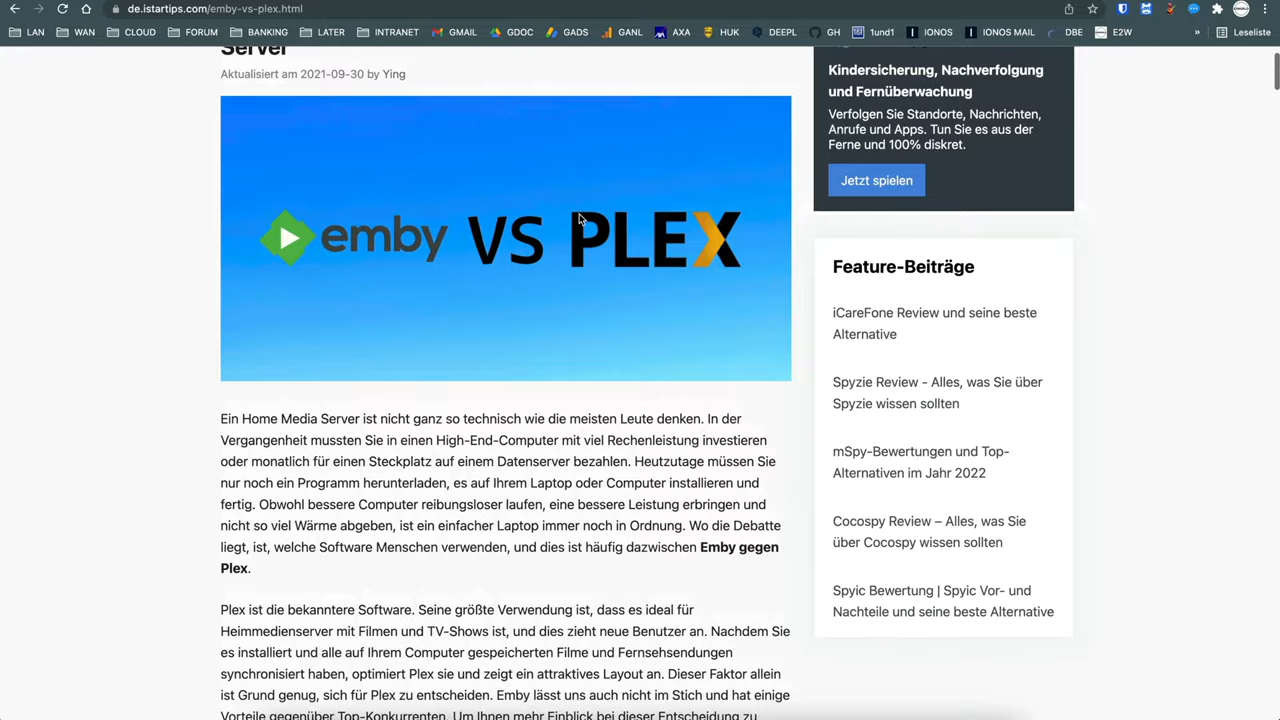 de.istartips.com/emby-vs-plex.html
LAN WAN CLOUD FORUM BANKING LATER INTRANET GMAIL GDOC GADS GANL AXA HUK DEEPL GH 1und1 IONOS IONOS MAIL DBE E2W » Leseliste
Server
Aktualisiert am 2021-09-30 by Ying
emby VS PLEX
Ein Home Media Server ist nicht ganz so technisch wie die meisten Leute denken. In der
Vergangenheit mussten Sie in einen High-End-Computer mit viel Rechenleistung investieren
oder monatlich für einen Steckplatz auf einem Datenserver bezahlen. Heutzutage müssen Sie
nur noch ein Programm herunterladen, es auf Ihrem Laptop oder Computer installieren und
fertig. Obwohl bessere Computer reibungsloser laufen, eine bessere Leistung erbringen und
nicht so viel Wärme abgeben, ist ein einfacher Laptop immer noch in Ordnung. Wo die Debatte
liegt, ist, welche Software Menschen verwenden, und dies ist häufig dazwischen Emby gegen
Plex.
Plex ist die bekanntere Software. Seine größte Verwendung ist, dass es ideal für
Heimmedienserver mit Filmen und TV-Shows ist, und dies zieht neue Benutzer an. Nachdem Sie
es installiert und alle auf Ihrem Computer gespeicherten Filme und Fernsehsendungen
synchronisiert haben, optimiert Plex sie und zeigt ein attraktives Layout an. Dieser Faktor allein
ist Grund genug, sich für Plex zu entscheiden. Emby lässt uns auch nicht im Stich und hat einige
Vorteile gegenüber Top-Konkurrenten. Um Ihnen mehr Einblick bei dieser Entscheidung zu
Kindersicherung, Nachverfolgung
und Fernüberwachung
Verfolgen Sie Standorte, Nachrichten,
Anrufe und Apps. Tun Sie es aus der
Ferne und 100% diskret.
Jetzt spielen
Feature-Beiträge
iCareFone Review und seine beste
Alternative
Spyzie Review - Alles, was Sie über
Spyzie wissen sollten
mSpy-Bewertungen und Top-
Alternativen im Jahr 2022
Cocospy Review – Alles, was Sie
über Cocospy wissen sollten
Spyic Bewertung | Spyic Vor- und
Nachteile und seine beste Alternative